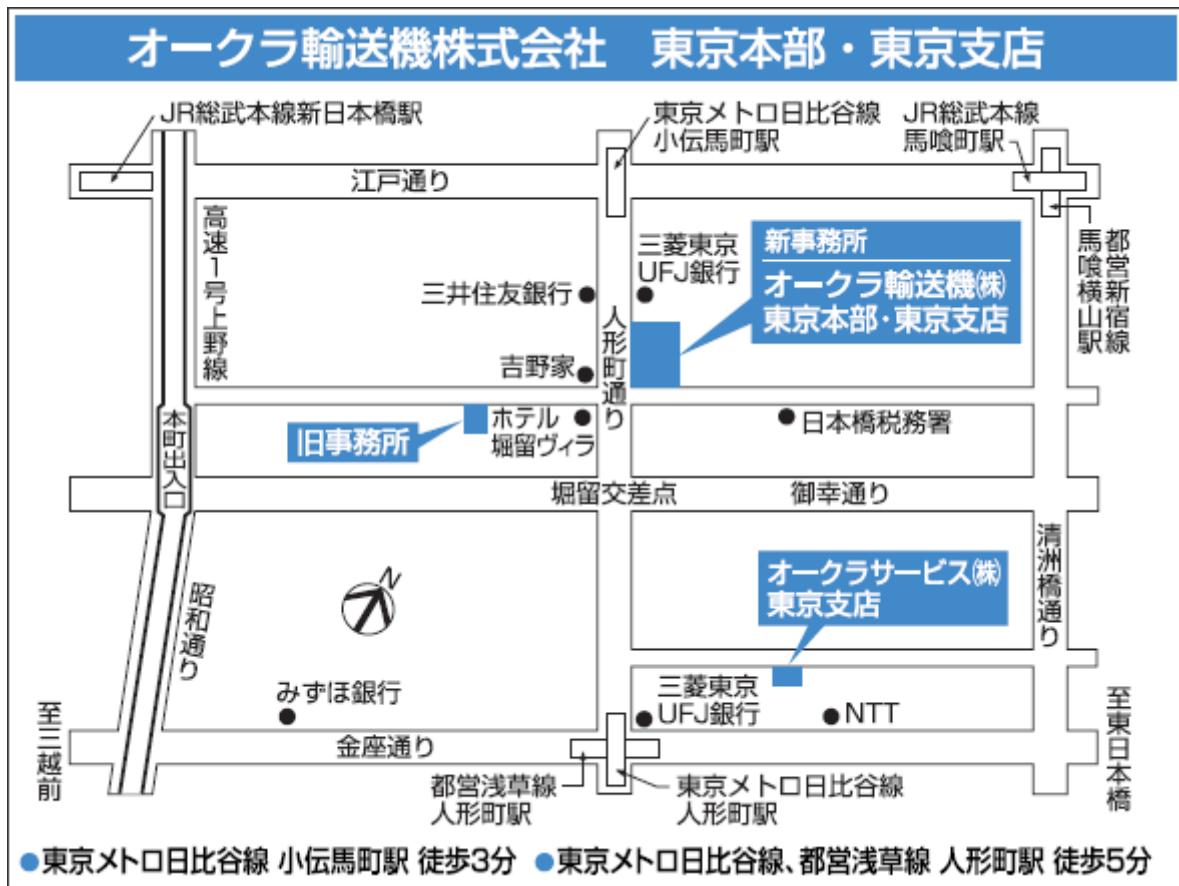 オークラ輸送機株式会社　東京本部・東京支店
JR総武本線新日本橋駅
東京メトロ日比谷線
小伝馬町駅
JR総武本線
馬喰町駅
江戸通り
高速1号上野線
三菱東京
UFJ銀行
新事務所
オークラ輸送機㈱
東京本部・東京支店
都営新宿線
馬喰横山駅
三井住友銀行
人形町通り
吉野家
本町出入口
旧事務所
ホテル
堀留ヴィラ
日本橋税務署
堀留交差点
御幸通り
清洲橋通り
オークラサービス㈱
東京支店
N
昭和通り
みずほ銀行
三菱東京
UFJ銀行
NTT
至三越前
至東日本橋
金座通り
都営浅草線
人形町駅
東京メトロ日比谷線
人形町駅
●東京メトロ日比谷線 小伝馬町駅 徒歩3分 ●東京メトロ日比谷線、都営浅草線 人形町駅 徒歩5分